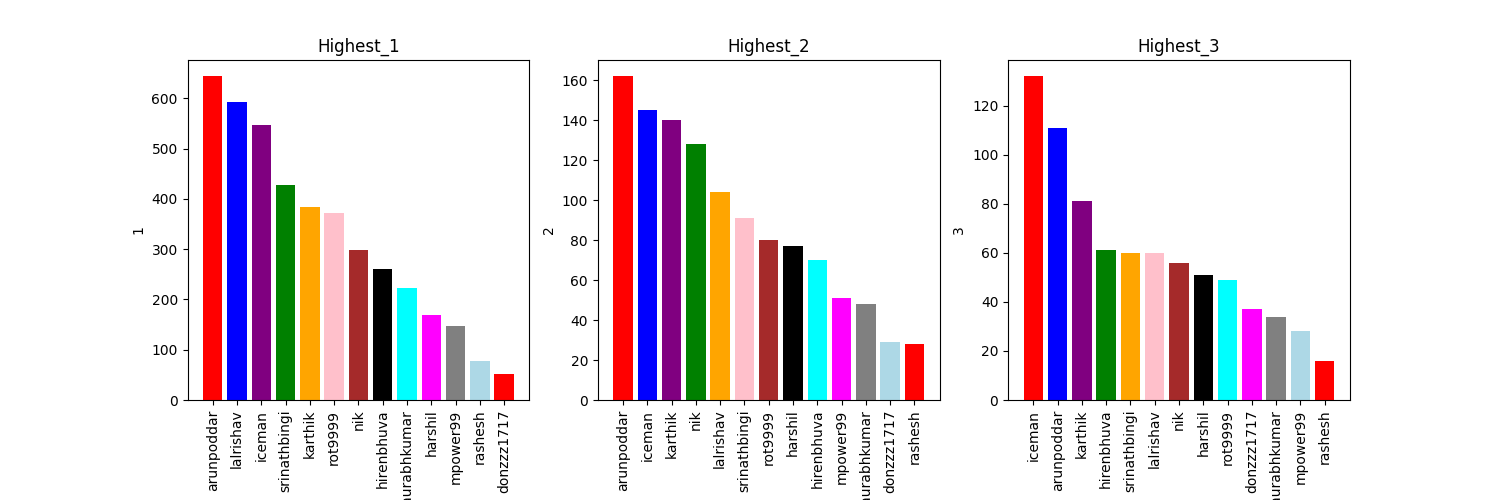 Highest_1
1
600
500
400
300
200
100
0
arunpoddar
lalrishav
iceman
srinathbingi
karthik
rot9999
nik
hirenbhuva
urabhkumar
harshil
mpower99
rashesh
donzzz1717
Highest_2
2
160
140
120
100
80
60
40
20
0
arunpoddar
iceman
karthik
nik
lalrishav
srinathbingi
rot9999
harshil
hirenbhuva
mpower99
urabhkumar
donzzz1717
rashesh
Highest_3
3
120
100
80
60
40
20
0
iceman
arunpoddar
karthik
hirenbhuva
srinathbingi
lalrishav
nik
harshil
rot9999
donzzz1717
urabhkumar
mpower99
rashesh